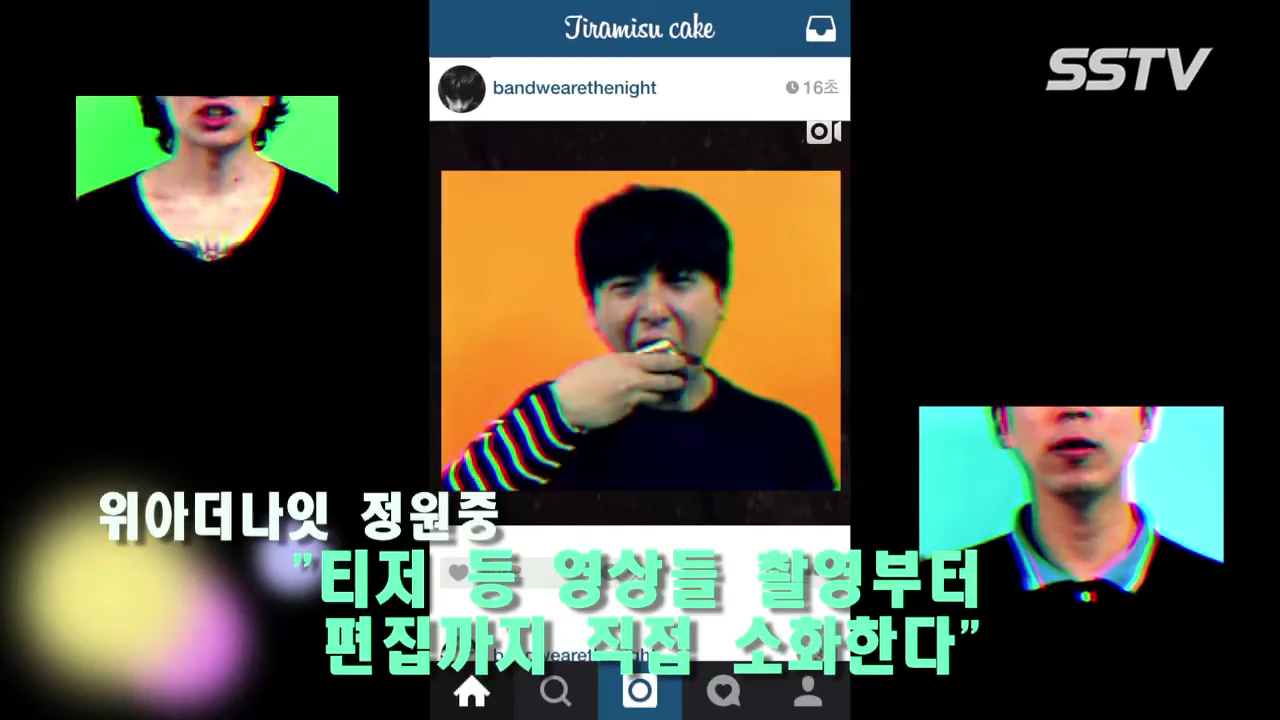 Tiramisu cake
SSTV
bandwearethenight
16초
위아더나잇 정원중
"티저 등 영상들 촬영부터
편집까지 직접 소화한다"
bandwearethenight